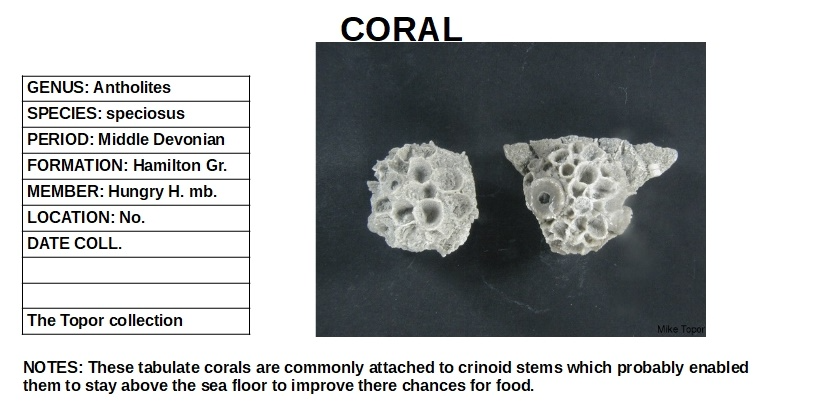 CORAL
GENUS: Antholites
SPECIES: speciosus
PERIOD: Middle Devonian
FORMATION: Hamilton Gr.
MEMBER: Hungry H. mb.
LOCATION: No.
DATE COLL.
The Topor collection
Mike Topor
NOTES: These tabulate corals are commonly attached to crinoid stems which probably enabled
them to stay above the sea floor to improve there chances for food.